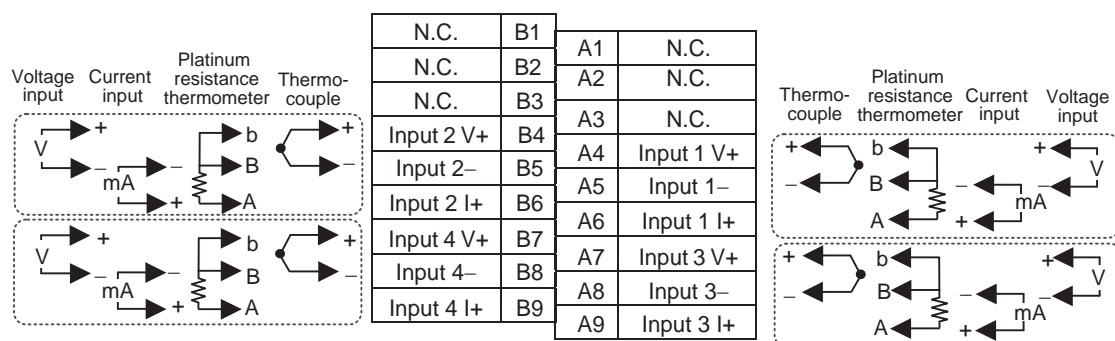 Voltage input
Current input
Platinum resistance thermometer
Thermo-couple
+
V
−
−
mA
+
b
B
A
+
−
+
V
−
−
mA
+
b
B
A
+
−
N.C. B1
N.C. B2
N.C. B3
Input 2 V+ B4
Input 2− B5
Input 2 I+ B6
Input 4 V+ B7
Input 4− B8
Input 4 I+ B9
A1 N.C.
A2 N.C.
A3 N.C.
A4 Input 1 V+
A5 Input 1−
A6 Input 1 I+
A7 Input 3 V+
A8 Input 3−
A9 Input 3 I+
Thermo-couple
Platinum resistance thermometer
Current input
Voltage input
+
−
b
B
A
−
mA
+
+
V
−
+
−
b
B
A
−
mA
+
+
V
−